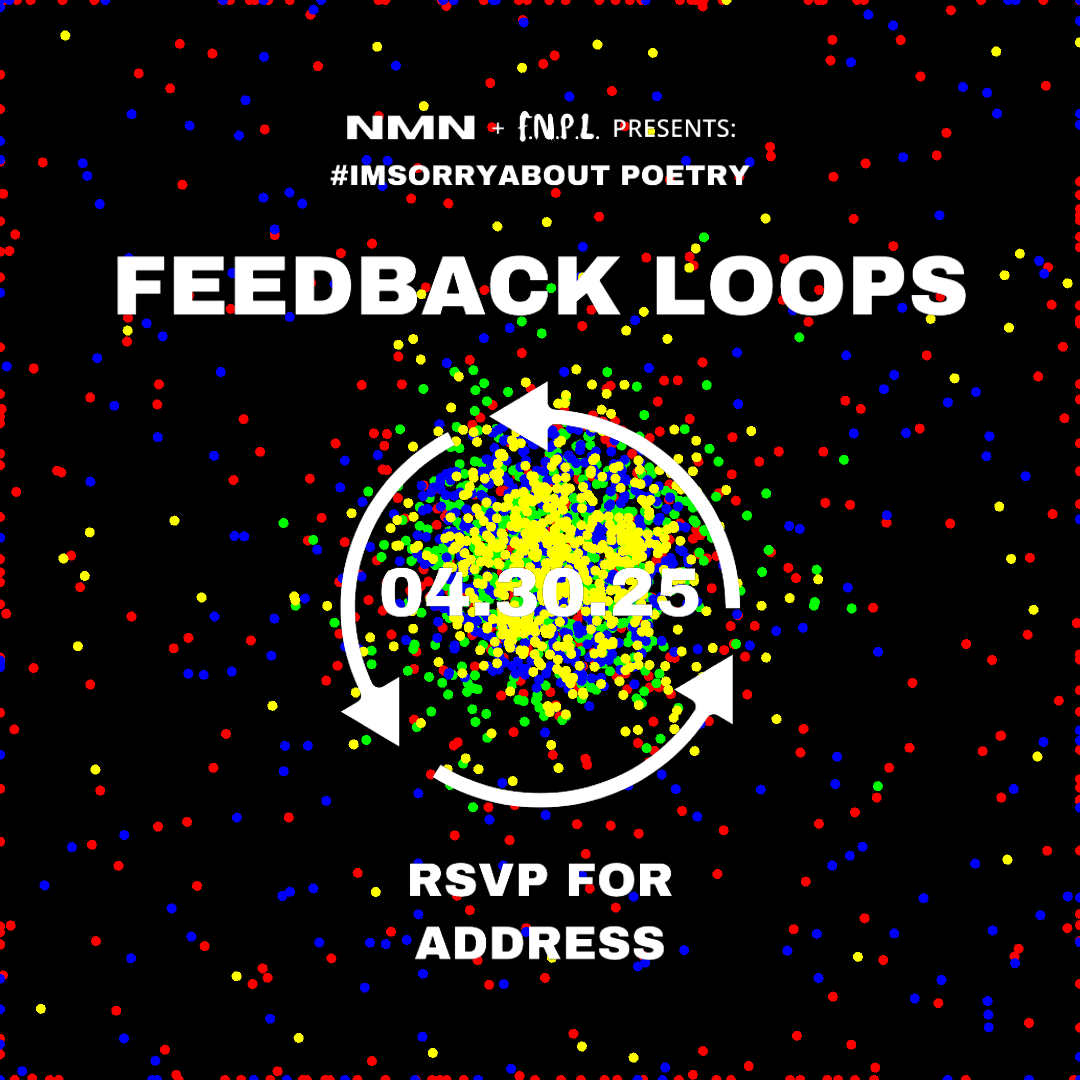 NMN + F.N.P.L. PRESENTS:
#IMSORRYABOUT POETRY
FEEDBACK LOOPS
04.30.25
RSVP FOR
ADDRESS